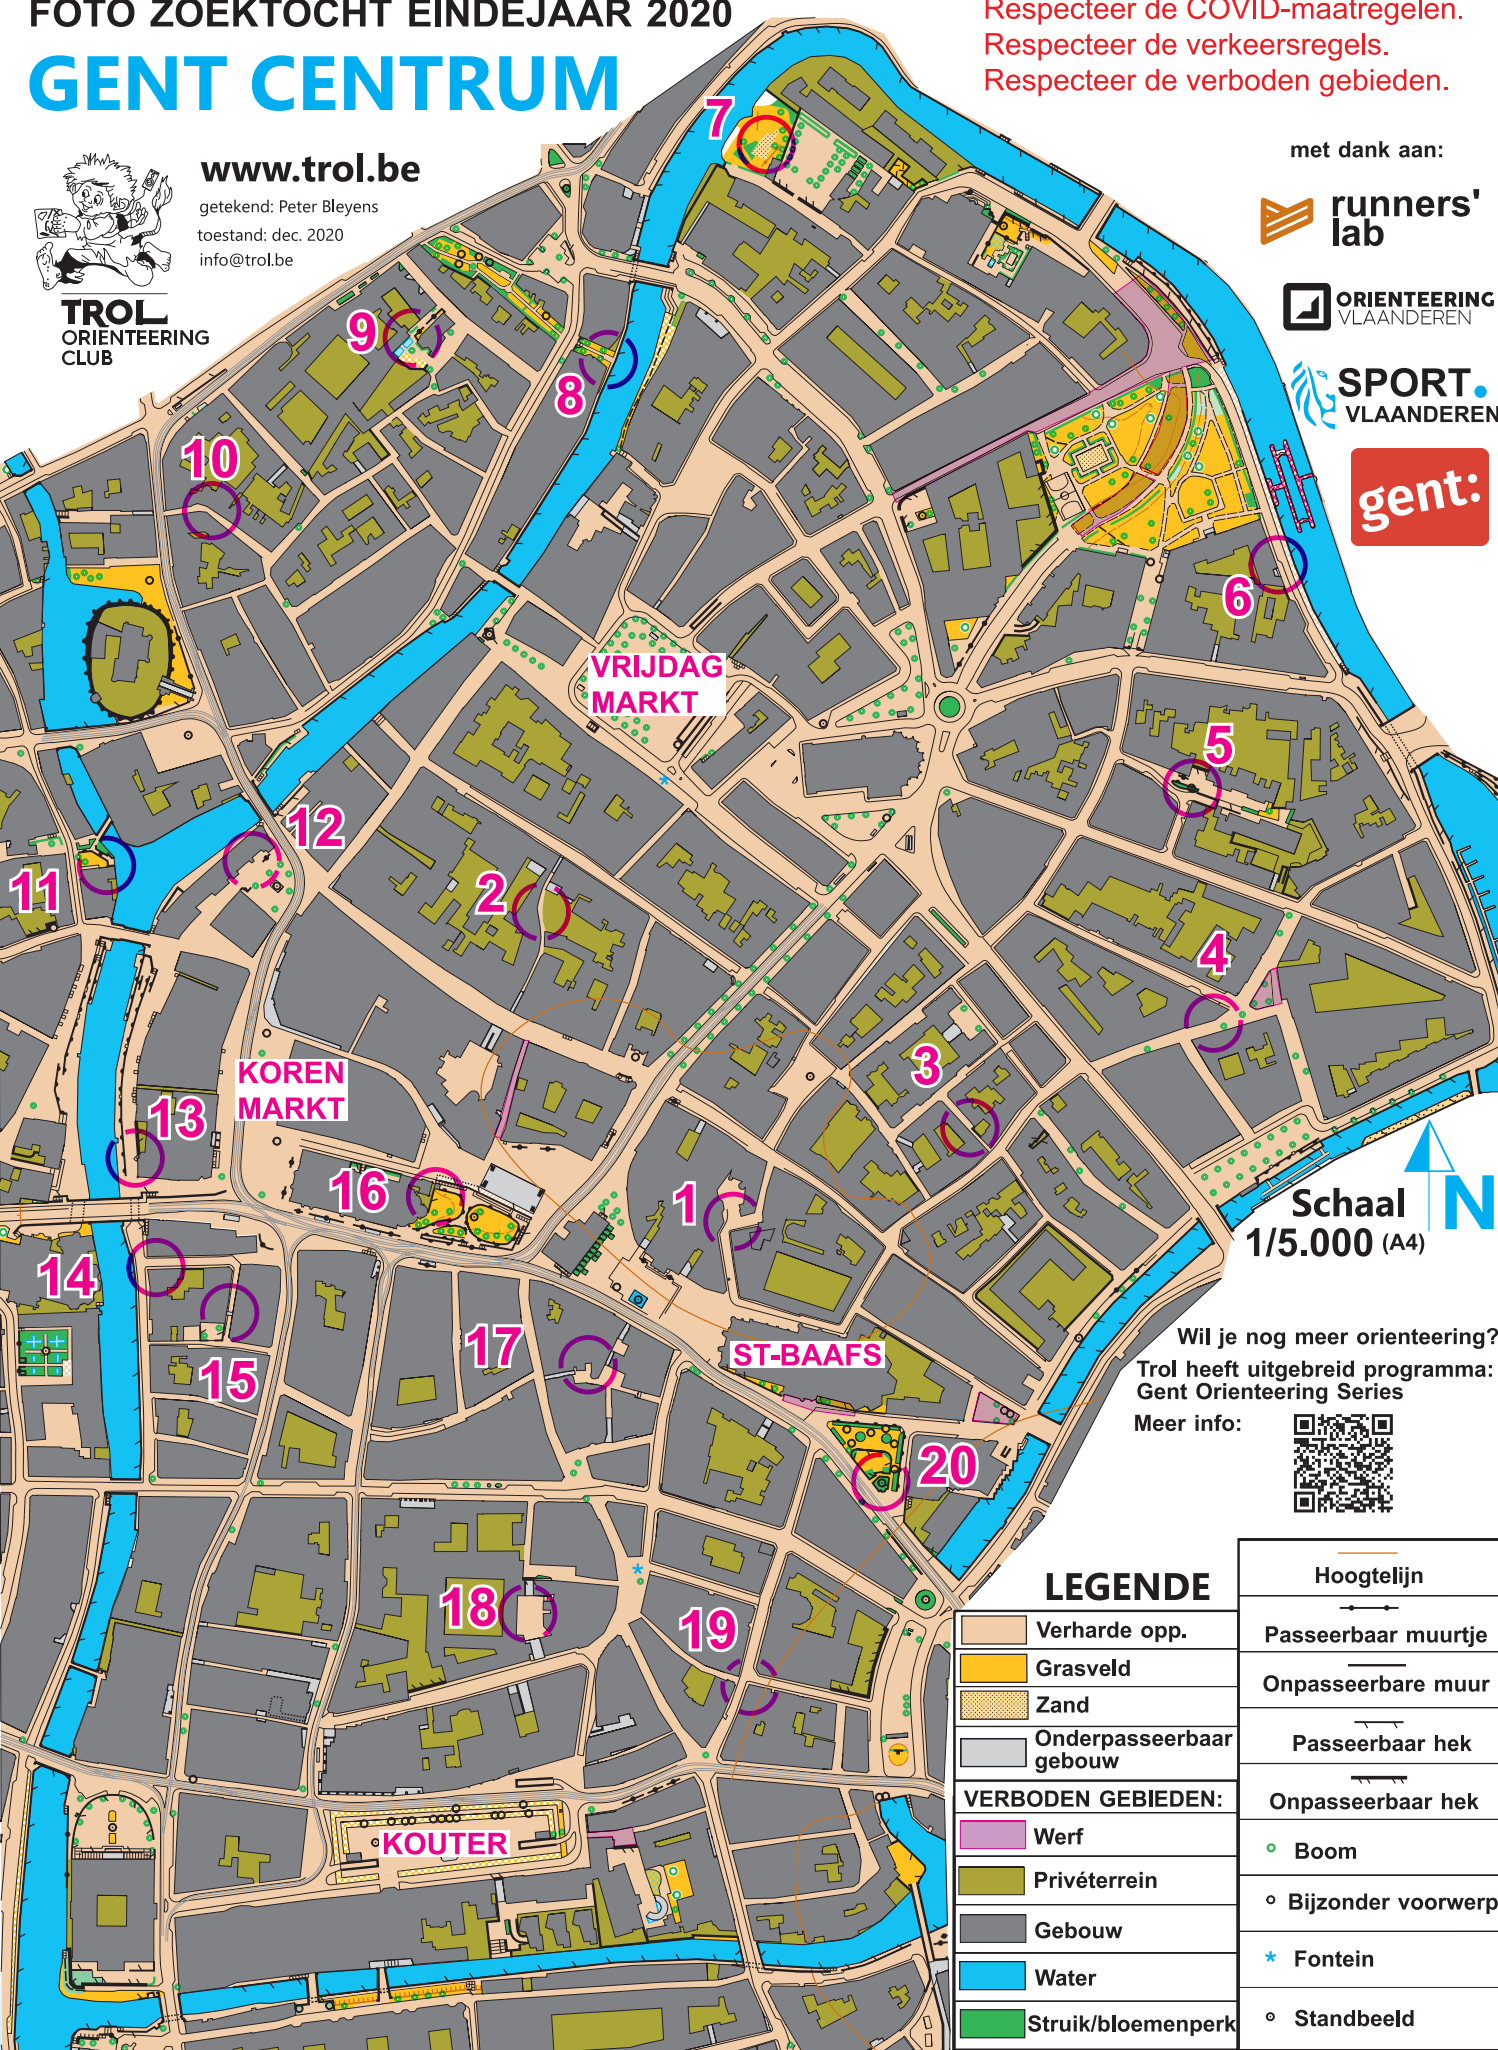 FOTO ZOEKTOCHT EINDEJAAR 2020
GENT CENTRUM
Respecteer de COVID-maatregelen.
Respecteer de verkeersregels.
Respecteer de verboden gebieden.
www.trol.be
getekend: Peter Bleyens
toestand: dec. 2020
info@trol.be
TROL
ORIENTEERING
CLUB
met dank aan:
runners'
lab
ORIENTEERING
VLAANDEREN
SPORT.
VLAANDEREN
gent:
7
9
8
10
6
VRIJDAG
MARKT
5
12
11
2
4
3
KOREN
MARKT
13
16
1
14
15
17
ST-BAAFS
20
18
19
KOUTER
Schaal
1/5.000 (A4)
N
Wil je nog meer orienteering?
Trol heeft uitgebreid programma:
Gent Orienteering Series
Meer info:
LEGENDE
Verharde opp.
Grasveld
Zand
Onderpasseerbaar
gebouw
VERBODEN GEBIEDEN:
Werf
Privéterrein
Gebouw
Water
Struik/bloemenperk
Hoogtelijn
Passeerbaar muurtje
Onpasseerbare muur
Passeerbaar hek
Onpasseerbaar hek
Boom
Bijzonder voorwerp
Fontein
Standbeeld